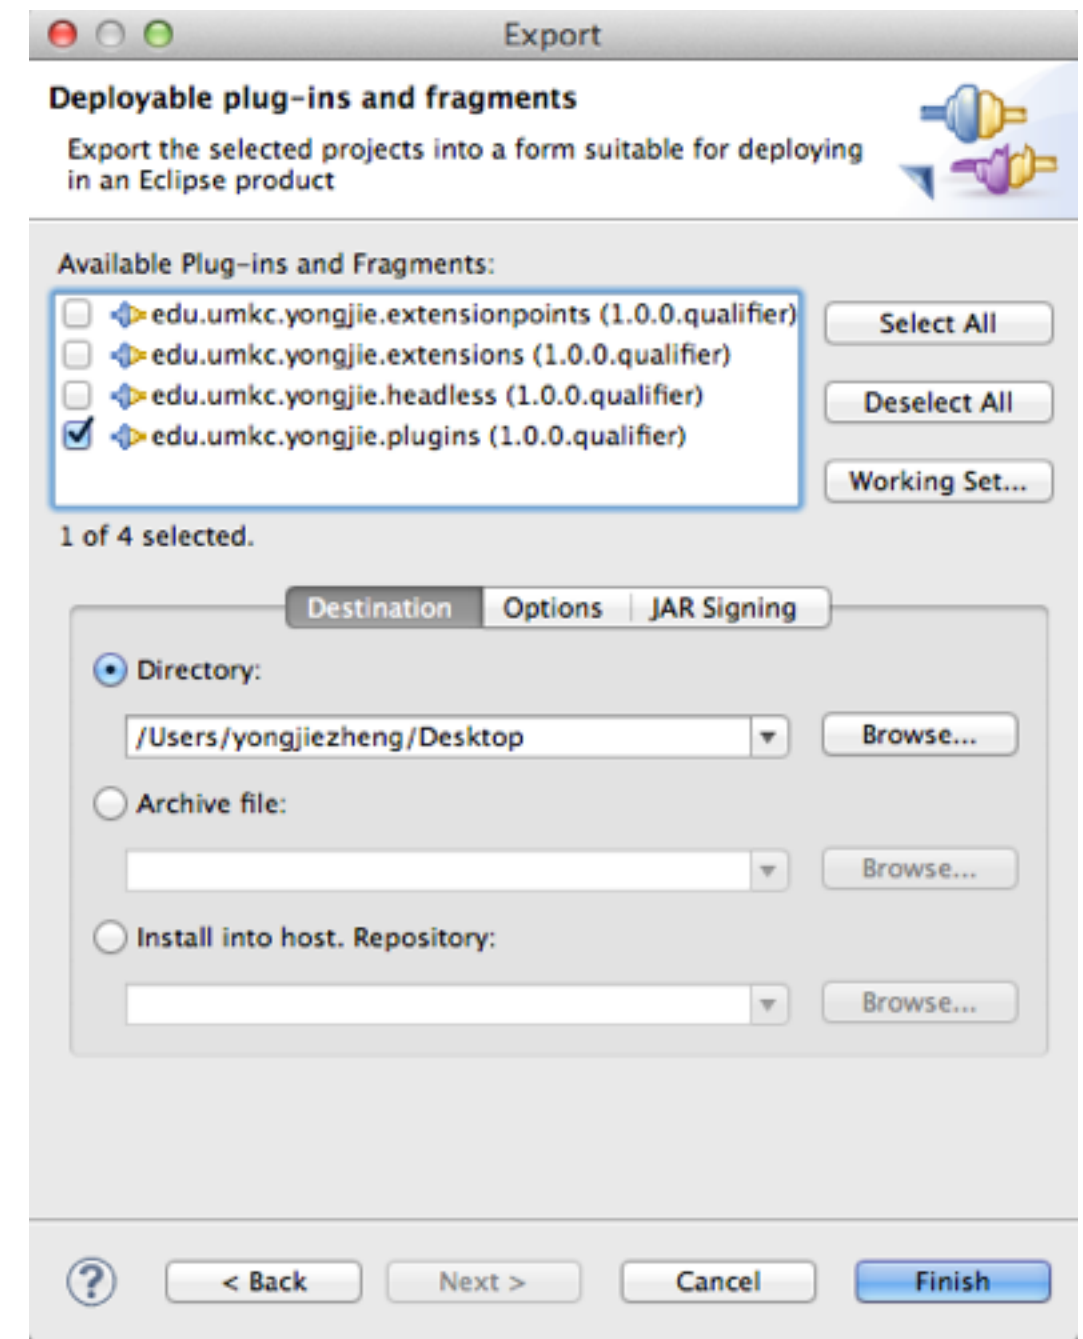 Export
Deployable plug-ins and fragments
Export the selected projects into a form suitable for deploying
in an Eclipse product
Available Plug-ins and Fragments:
edu.umkc.yongjie.extensionpoints (1.0.0.qualifier)
edu.umkc.yongjie.extensions (1.0.0.qualifier)
edu.umkc.yongjie.headless (1.0.0.qualifier)
edu.umkc.yongjie.plugins (1.0.0.qualifier)
Select All
Deselect All
Working Set...
1 of 4 selected.
Destination Options JAR Signing
Directory:
/Users/yongjiezheng/Desktop Browse...
Archive file:
Browse...
Install into host. Repository:
Browse...
? < Back Next > Cancel Finish